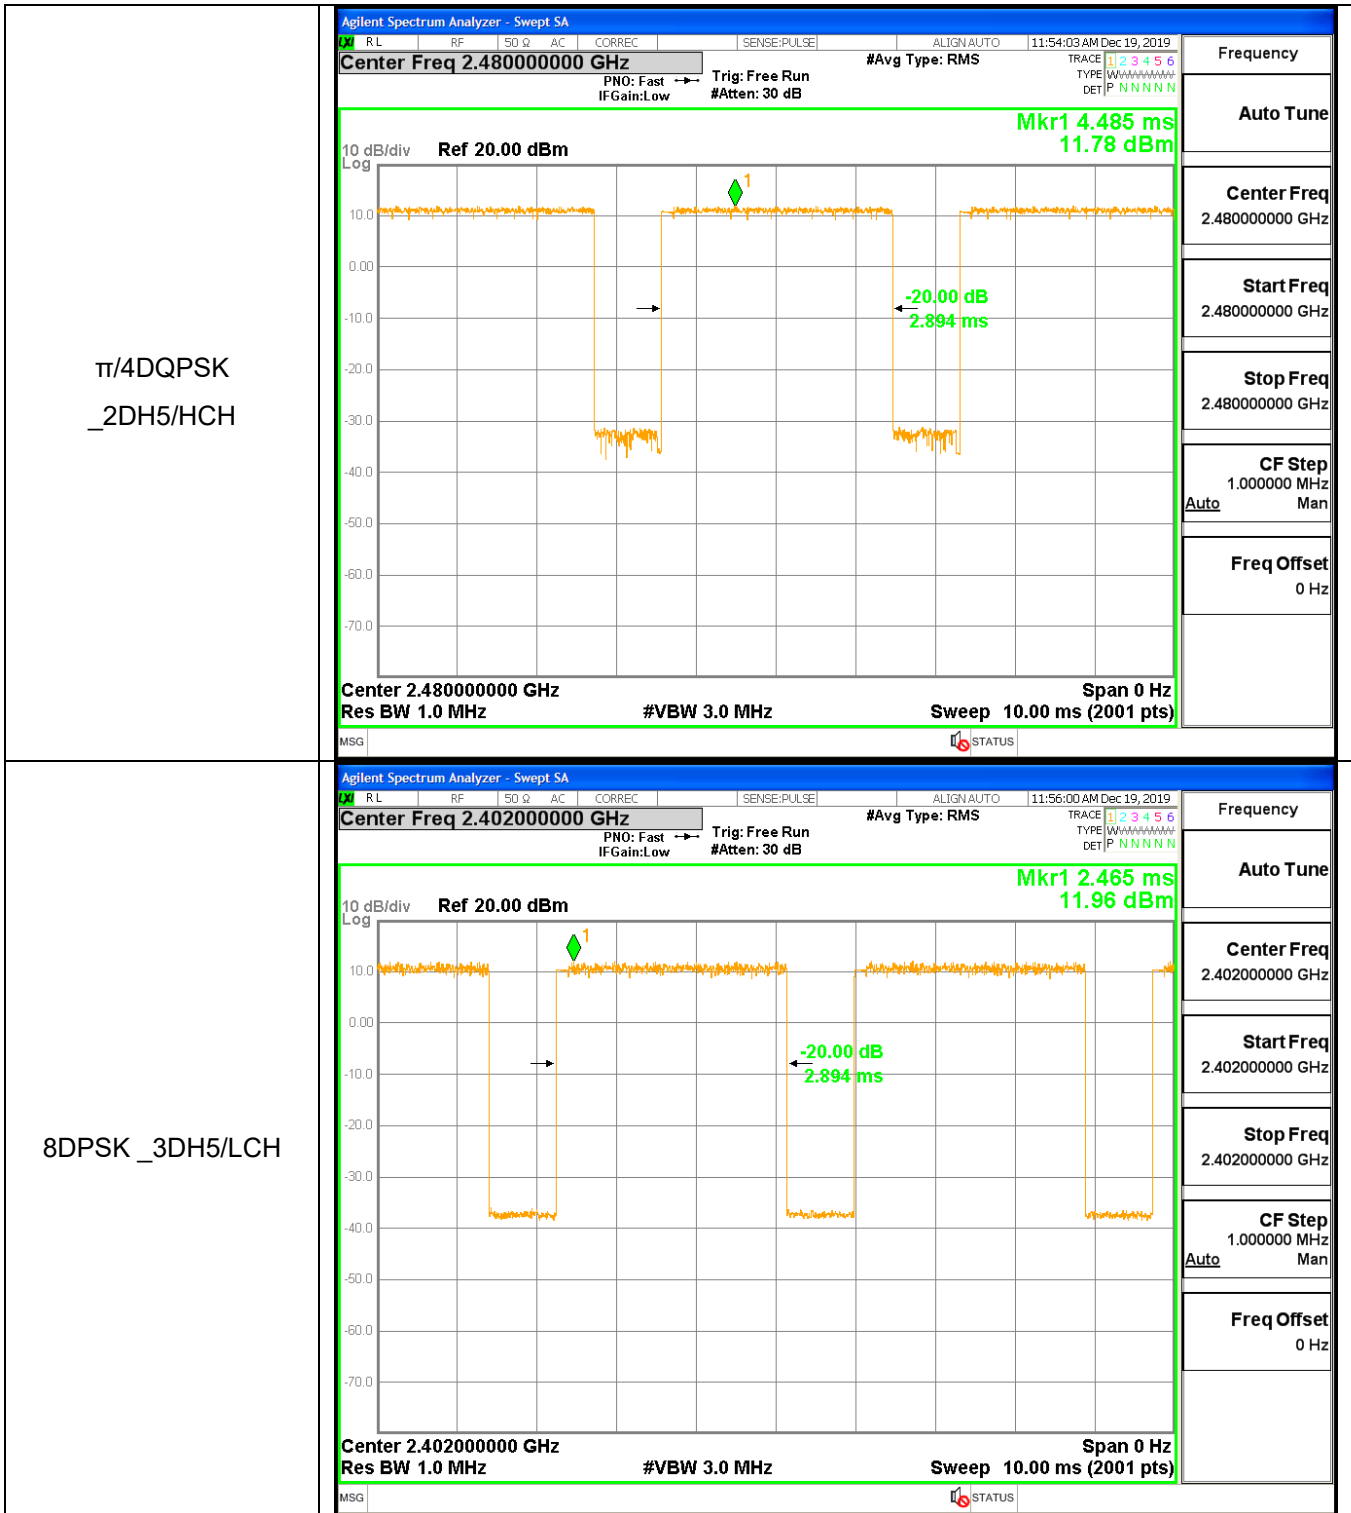 π/4DQPSK
_2DH5/HCH
Agilent Spectrum Analyzer - Swept SA
LXI RL RF 50 Ω AC CORREC SENSE:PULSE ALIGN AUTO 11:54:03 AM Dec 19, 2019
Center Freq 2.480000000 GHz #Avg Type: RMS TRACE 1 2 3 4 5 6
PNO: Fast Trig: Free Run TYPE
IFGain:Low #Atten: 30 dB DET P N N N N N
Mkr1 4.485 ms
11.78 dBm
10 dB/div Ref 20.00 dBm
Log
1
10.0
0.00
-20.00 dB
-10.0
2.894 ms
-20.0
-30.0
-40.0
-50.0
-60.0
-70.0
Center 2.480000000 GHz Span 0 Hz
Res BW 1.0 MHz #VBW 3.0 MHz Sweep 10.00 ms (2001 pts)
MSG STATUS
Frequency
Auto Tune
Center Freq
2.480000000 GHz
Start Freq
2.480000000 GHz
Stop Freq
2.480000000 GHz
CF Step
1.000000 MHz
Auto Man
Freq Offset
0 Hz
8DPSK _3DH5/LCH
Agilent Spectrum Analyzer - Swept SA
LXI RL RF 50 Ω AC CORREC SENSE:PULSE ALIGN AUTO 11:56:00 AM Dec 19, 2019
Center Freq 2.402000000 GHz #Avg Type: RMS TRACE 1 2 3 4 5 6
PNO: Fast Trig: Free Run TYPE
IFGain:Low #Atten: 30 dB DET P N N N N N
Mkr1 2.465 ms
11.96 dBm
10 dB/div Ref 20.00 dBm
Log
1
10.0
0.00
-20.00 dB
-10.0
2.894 ms
-20.0
-30.0
-40.0
-50.0
-60.0
-70.0
Center 2.402000000 GHz Span 0 Hz
Res BW 1.0 MHz #VBW 3.0 MHz Sweep 10.00 ms (2001 pts)
MSG STATUS
Frequency
Auto Tune
Center Freq
2.402000000 GHz
Start Freq
2.402000000 GHz
Stop Freq
2.402000000 GHz
CF Step
1.000000 MHz
Auto Man
Freq Offset
0 Hz